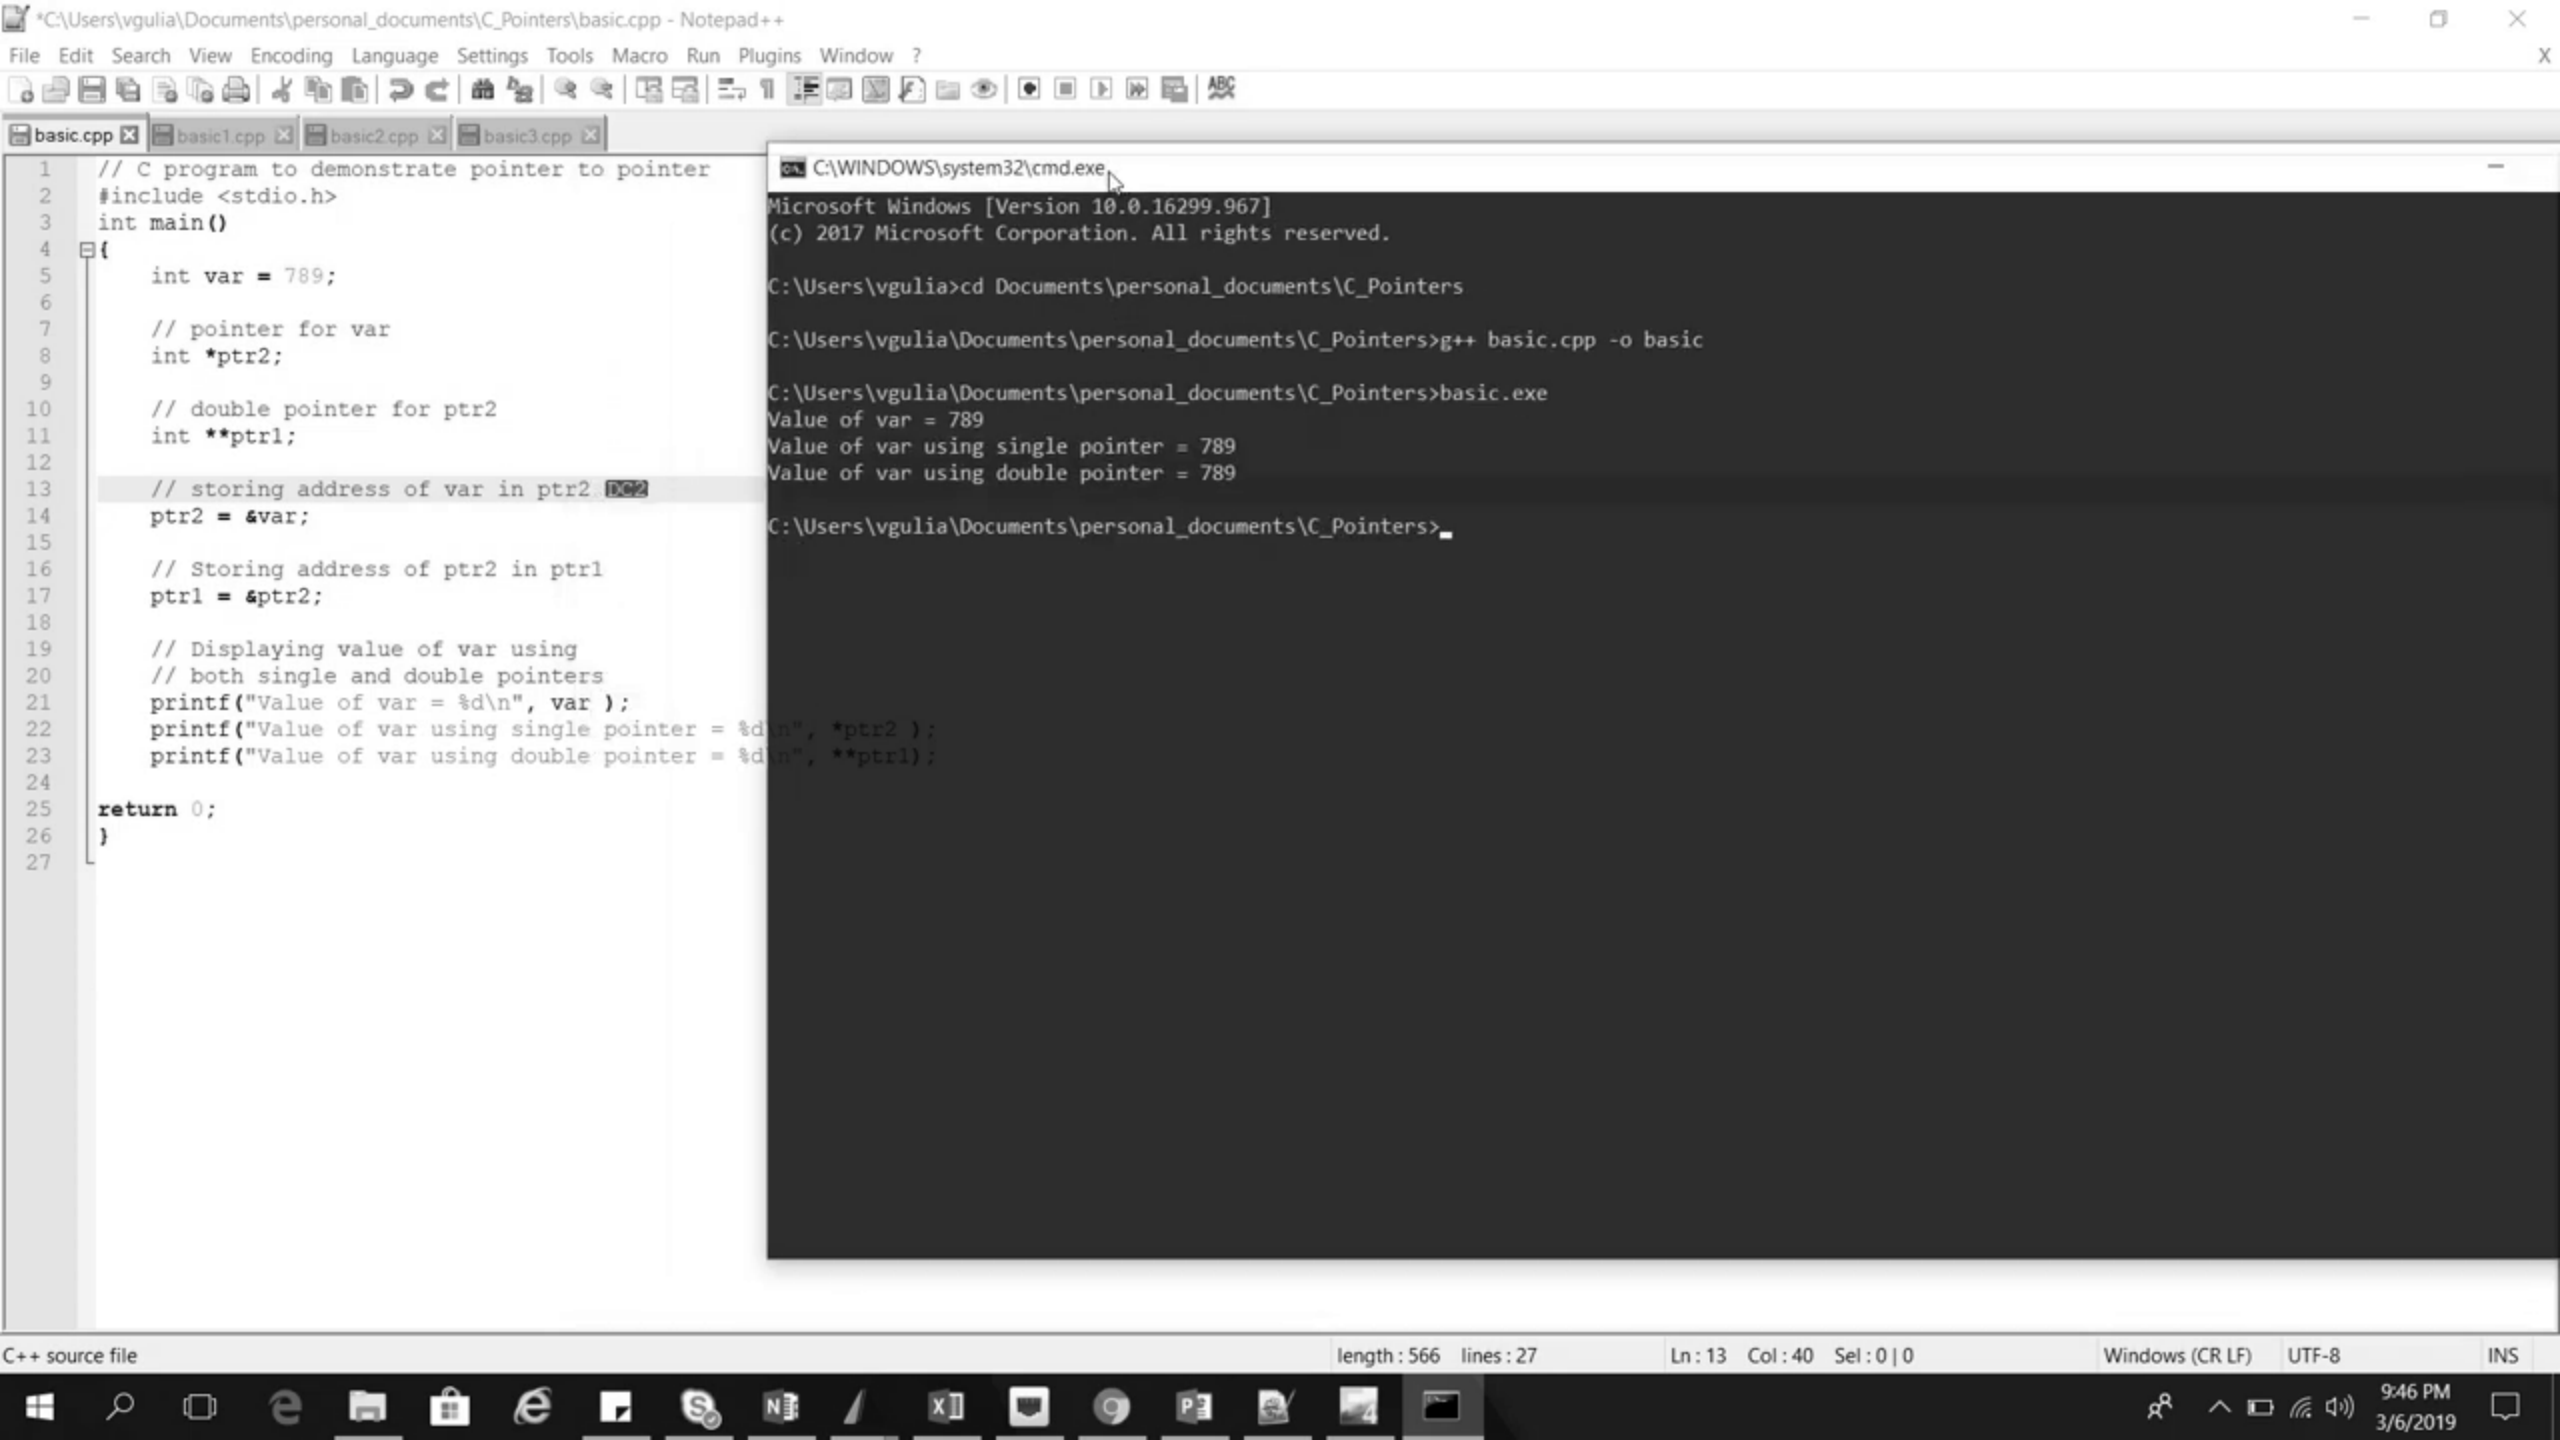 *C:\Users\vgulia\Documents\personal_documents\C_Pointers\basic.cpp - Notepad++
File Edit Search View Encoding Language Settings Tools Macro Run Plugins Window ? X
ABC
basic.cpp basic1.cpp basic2.cpp basic3.cpp
1 // C program to demonstrate pointer to pointer
2 #include <stdio.h>
3 int main()
4 {
5 int var = 789;
6
7 // pointer for var
8 int *ptr2;
9
10 // double pointer for ptr2
11 int **ptr1;
12
13 // storing address of var in ptr2 DC2
14 ptr2 = &var;
15
16 // Storing address of ptr2 in ptr1
17 ptr1 = &ptr2;
18
19 // Displaying value of var using
20 // both single and double pointers
21 printf("Value of var = %d\n", var );
22 printf("Value of var using single pointer = %d\n", *ptr2 );
23 printf("Value of var using double pointer = %d\n", **ptr1);
24
25 return 0;
26 }
27
C:\WINDOWS\system32\cmd.exe
Microsoft Windows [Version 10.0.16299.967]
(c) 2017 Microsoft Corporation. All rights reserved.
C:\Users\vgulia>cd Documents\personal_documents\C_Pointers
C:\Users\vgulia\Documents\personal_documents\C_Pointers>g++ basic.cpp -o basic
C:\Users\vgulia\Documents\personal_documents\C_Pointers>basic.exe
Value of var = 789
Value of var using single pointer = 789
Value of var using double pointer = 789
C:\Users\vgulia\Documents\personal_documents\C_Pointers>
C++ source file length : 566 lines : 27 Ln : 13 Col : 40 Sel : 0 | 0 Windows (CR LF) UTF-8 INS
9:46 PM
3/6/2019